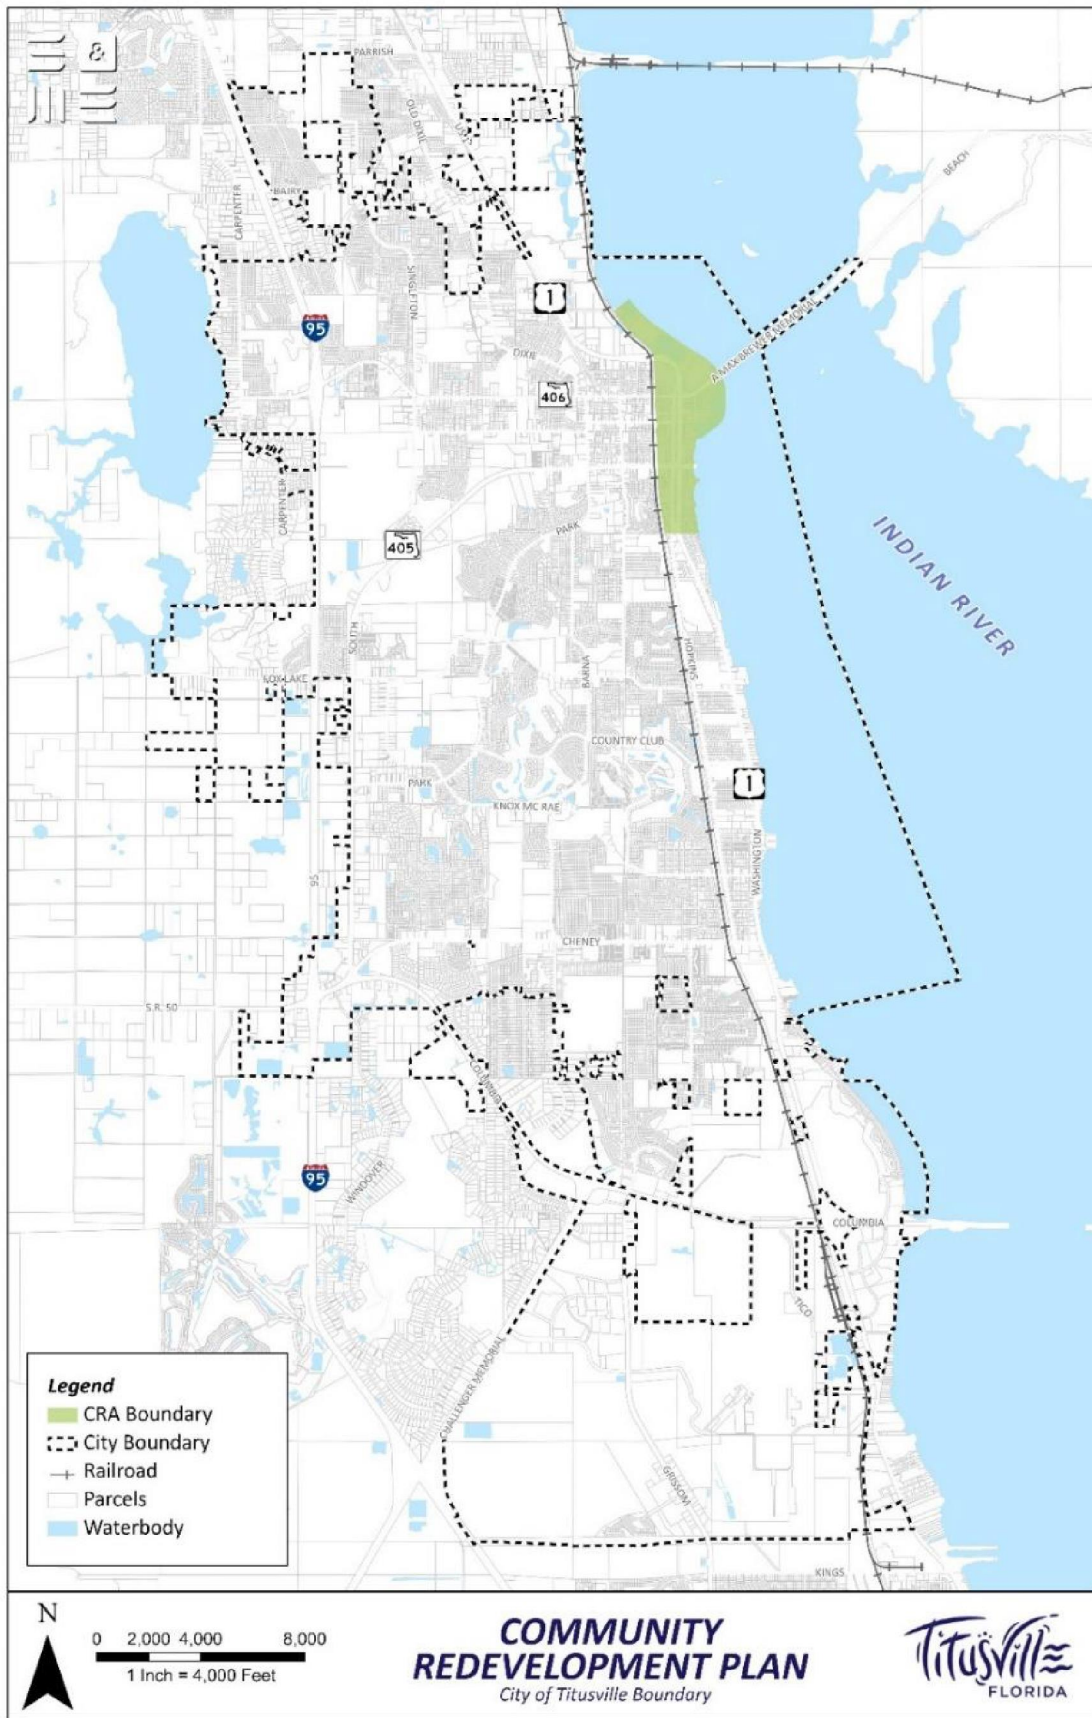 E &
M E
PARRISH
OLD DIXIE
US 1
BEACH
DAIRY
CARPENTER
SINGLETON
1
95
A MAX BREWER MEMORIAL
DIXIE
406
CARPENTER
PARK
405
INDIAN RIVER
SOUTH
HOPKINS
BARNA
FOX LAKE
COUNTRY CLUB
1
PARK
KNOX MC RAE
WASHINGTON
95
CHENEY
S.R. 50
COLUMBIA
95
WINDOVER
COLUMBIA
TICO
CHALLENGER MEMORIAL
GRISSOM
KINGS
Legend
CRA Boundary
City Boundary
Railroad
Parcels
Waterbody
N
0 2,000 4,000 8,000
1 Inch = 4,000 Feet
COMMUNITY
REDEVELOPMENT PLAN
City of Titusville Boundary
Titusville
FLORIDA